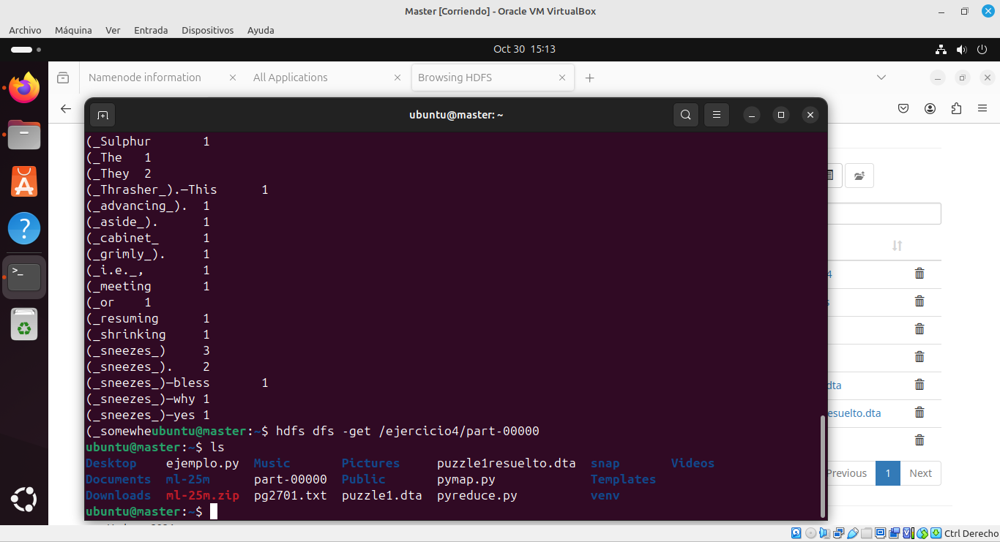 Master [Corriendo] - Oracle VM VirtualBox
Archivo Máquina Ver Entrada Dispositivos Ayuda
Oct 30 15:13
Namenode information All Applications Browsing HDFS
ubuntu@master: ~
(_Sulphur 1
(_The 1
(_They 2
(_Thrasher_).—This 1
(_advancing_). 1
(_aside_). 1
(_cabinet_ 1
(_grimly_). 1
(_i.e._, 1
(_meeting 1
(_or 1
(_resuming 1
(_shrinking 1
(_sneezes_) 3
(_sneezes_). 2
(_sneezes_)—bless 1
(_sneezes_)—why 1
(_sneezes_)—yes 1
(_somewheubuntu@master:~$ hdfs dfs -get /ejercicio4/part-00000
ubuntu@master:~$ ls
Desktop ejemplo.py Music Pictures puzzle1resuelto.dta snap Videos
Documents ml-25m part-00000 Public pymap.py Templates
Downloads ml-25m.zip pg2701.txt puzzle1.dta pyreduce.py venv
ubuntu@master:~$
4
s
dta
esuelto.dta
Previous 1 Next
Ctrl Derecho